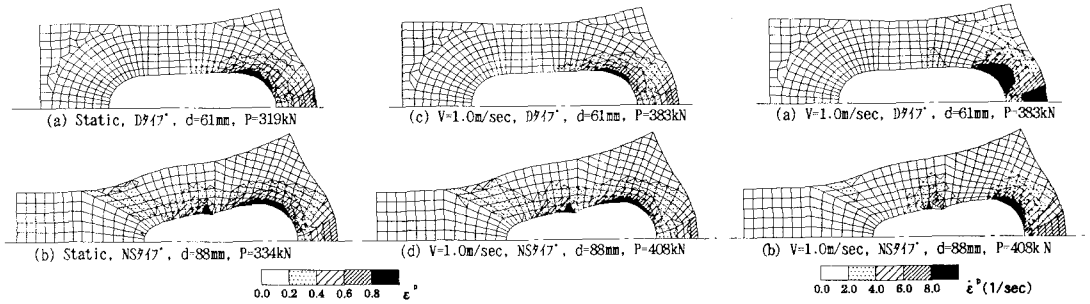 (a) Static, Dﾀｲﾌﾟ, d=61mm, P=319kN
(c) V=1.0m/sec, Dﾀｲﾌﾟ, d=61mm, P=383kN
(a) V=1.0m/sec, Dﾀｲﾌﾟ, d=61mm, P=383kN
(b) Static, NSﾀｲﾌﾟ, d=88mm, P=334kN
(d) V=1.0m/sec, NSﾀｲﾌﾟ, d=88mm, P=408kN
(b) V=1.0m/sec, NSﾀｲﾌﾟ, d=88mm, P=408kN
0.0 0.2 0.4 0.6 0.8 ε^p
0.0 2.0 4.0 6.0 8.0 ε̇^p (1/sec)